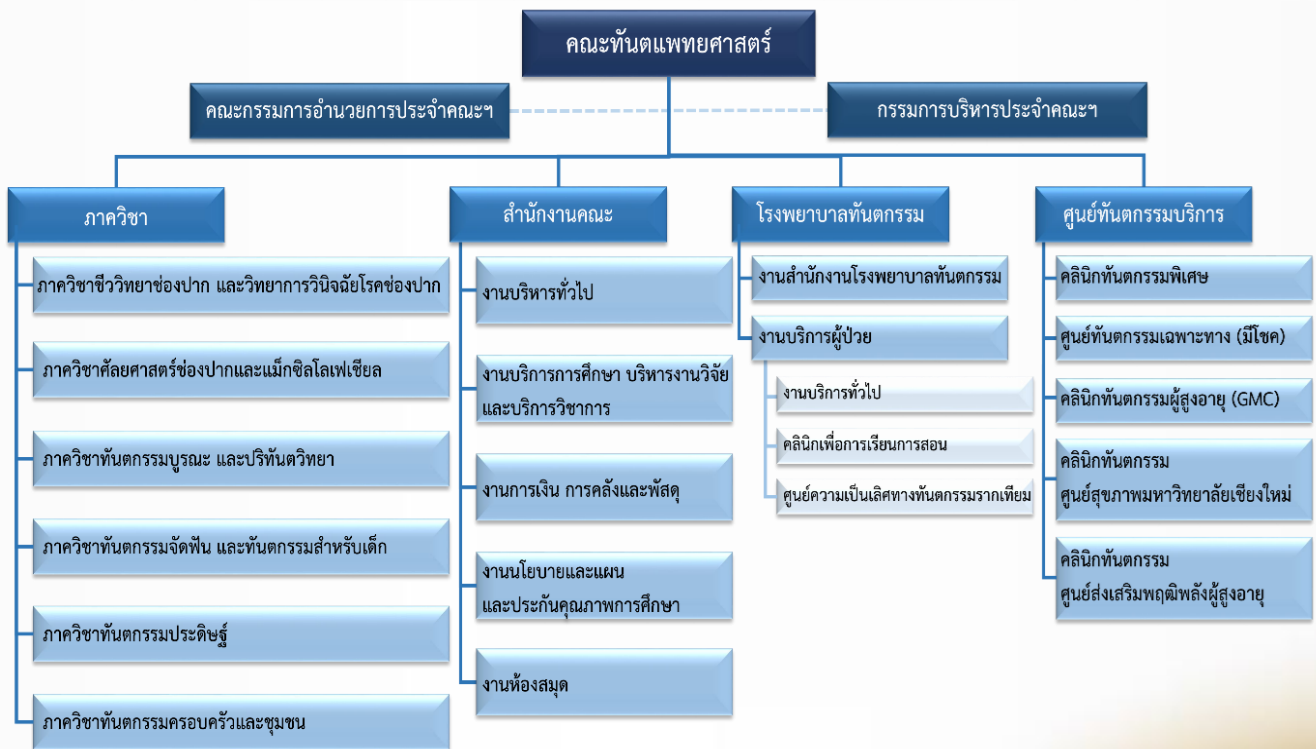 คณะทันตแพทยศาสตร์
คณะกรรมการอำนวยการประจำคณะฯ
กรรมการบริหารประจำคณะฯ
ภาควิชา
ภาควิชาชีววิทยาช่องปาก และวิทยาการวินิจฉัยโรคช่องปาก
ภาควิชาศัลยศาสตร์ช่องปากและแม็กซิลโลเฟเชียล
ภาควิชาทันตกรรมบูรณะ และปริทันตวิทยา
ภาควิชาทันตกรรมจัดฟัน และทันตกรรมสำหรับเด็ก
ภาควิชาทันตกรรมประดิษฐ์
ภาควิชาทันตกรรมครอบครัวและชุมชน
สำนักงานคณะ
งานบริหารทั่วไป
งานบริการการศึกษา บริหารงานวิจัย
และบริการวิชาการ
งานการเงิน การคลังและพัสดุ
งานนโยบายและแผน
และประกันคุณภาพการศึกษา
งานห้องสมุด
โรงพยาบาลทันตกรรม
งานสำนักงานโรงพยาบาลทันตกรรม
งานบริการผู้ป่วย
งานบริการทั่วไป
คลินิกเพื่อการเรียนการสอน
ศูนย์ความเป็นเลิศทางทันตกรรมรากเทียม
ศูนย์ทันตกรรมบริการ
คลินิกทันตกรรมพิเศษ
ศูนย์ทันตกรรมเฉพาะทาง (มีโชค)
คลินิกทันตกรรมผู้สูงอายุ (GMC)
คลินิกทันตกรรม
ศูนย์สุขภาพมหาวิทยาลัยเชียงใหม่
คลินิกทันตกรรม
ศูนย์ส่งเสริมพฤฒิพลังผู้สูงอายุ